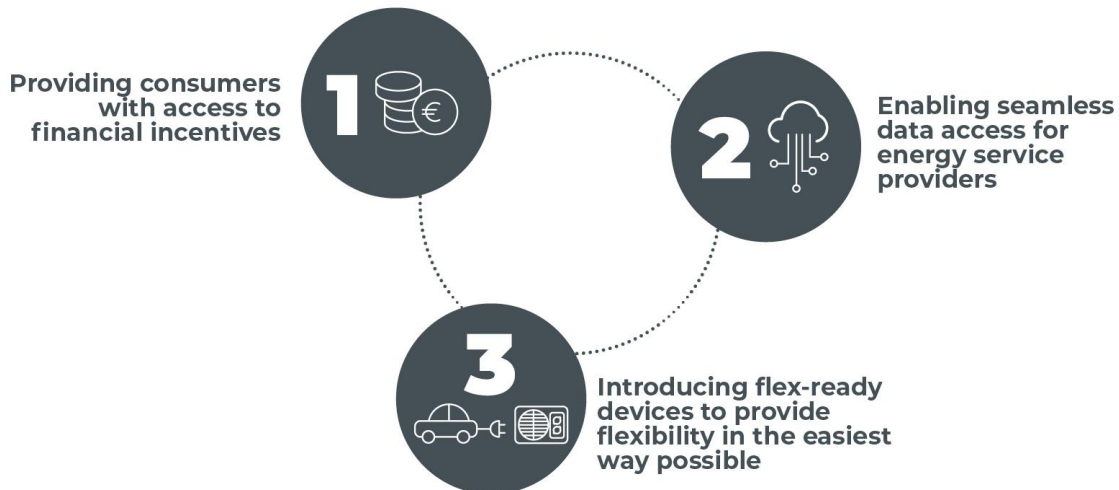 Providing consumers
with access to
financial incentives
1
€
2
Enabling seamless
data access for
energy service
providers
3
Introducing flex-ready
devices to provide
flexibility in the easiest
way possible